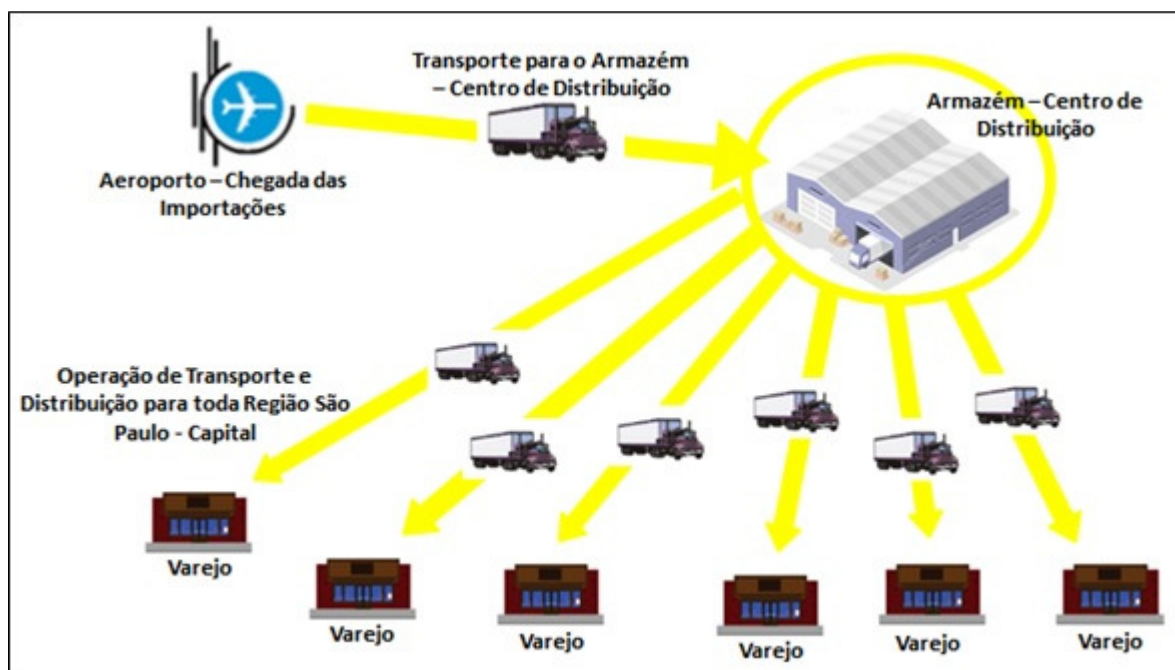 Transporte para o Armazém
– Centro de Distribuição
Armazém – Centro de
Distribuição
Aeroporto – Chegada das
Importações
Operação de Transporte e
Distribuição para toda Região São
Paulo - Capital
Varejo
Varejo
Varejo
Varejo
Varejo
Varejo